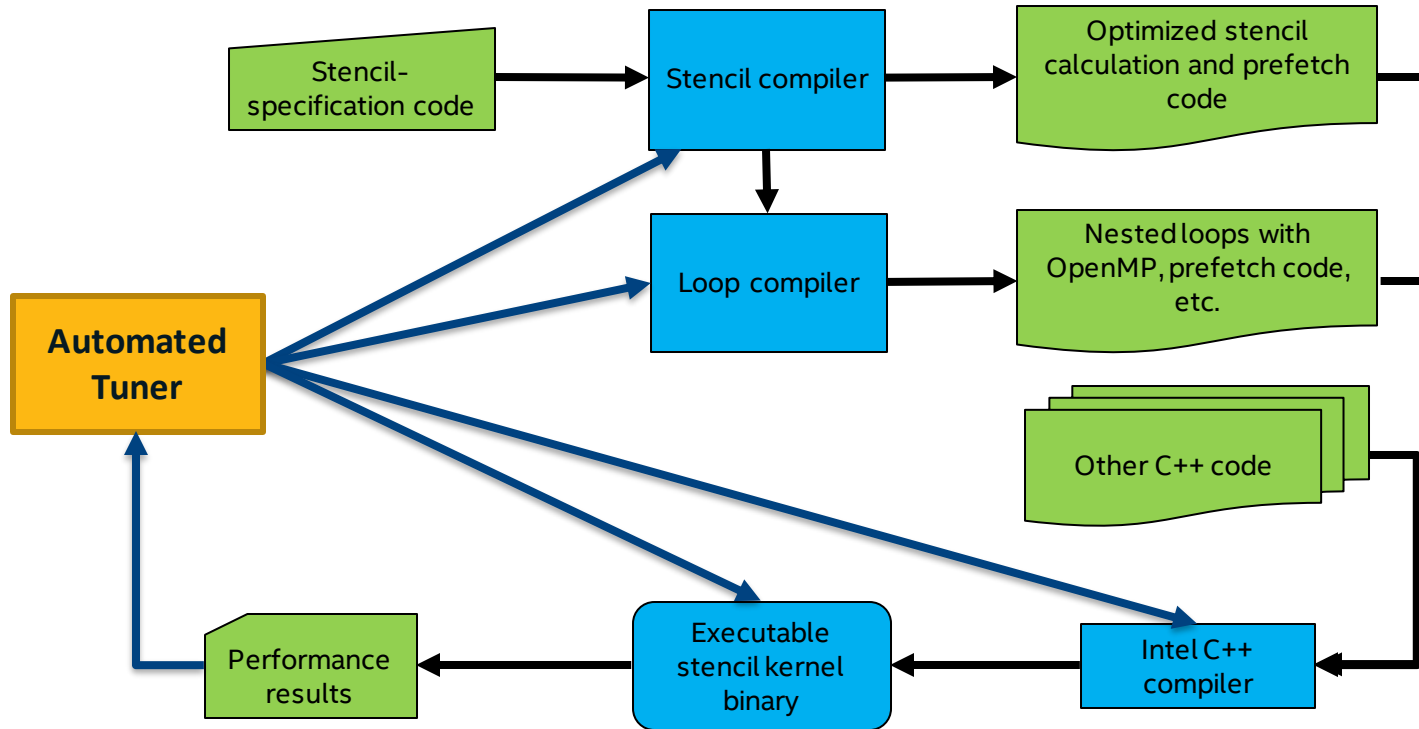 Stencil-
specification code
Stencil compiler
Optimized stencil
calculation and prefetch
code
Loop compiler
Nested loops with
OpenMP, prefetch code,
etc.
Automated
Tuner
Other C++ code
Performance
results
Executable
stencil kernel
binary
Intel C++
compiler